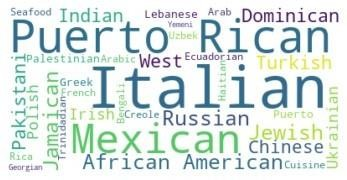 Seafood
Lebanese
Arab
Dominican
Indian
Yemeni
Uzbek
Puerto Rican
Palestinian
Arabic
West
Ecuadorian
Turkish
Pakistani
Polish
Jamaican
Trinidadian
Greek
French
Italian
Irish
Bengali
Creole
Haitian
Russian
Puerto
Ukrainian
Mexican
Jewish
Chinese
Rica
Georgian
African American
Cuisine